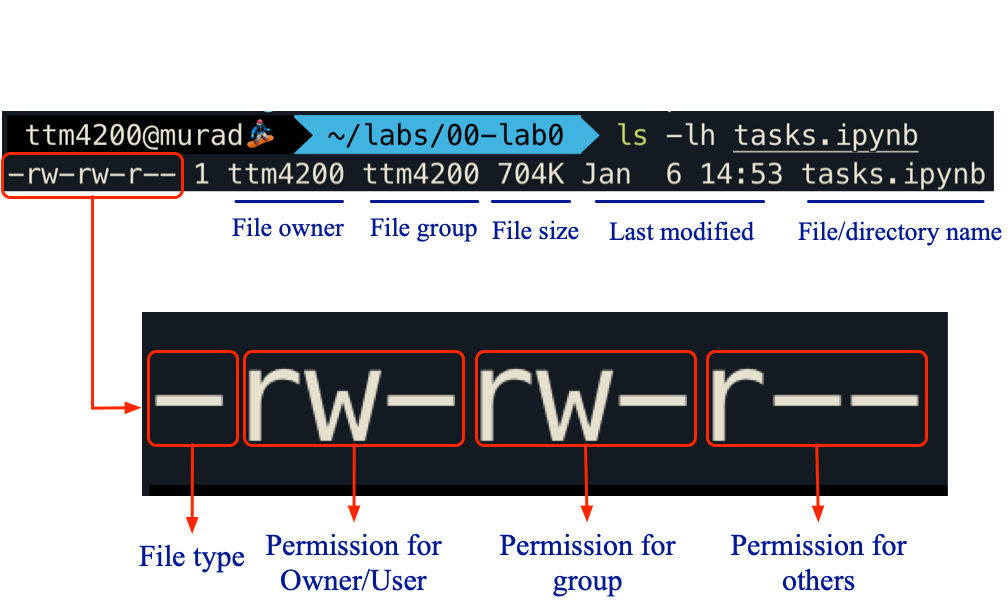 ttm4200@murad🏂 ~/labs/00-lab0 ls -lh tasks.ipynb
-rw-rw-r-- 1 ttm4200 ttm4200 704K Jan  6 14:53 tasks.ipynb
File owner File group File size Last modified File/directory name
-rw-rw-r--
File type Permission for Owner/User Permission for group Permission for others